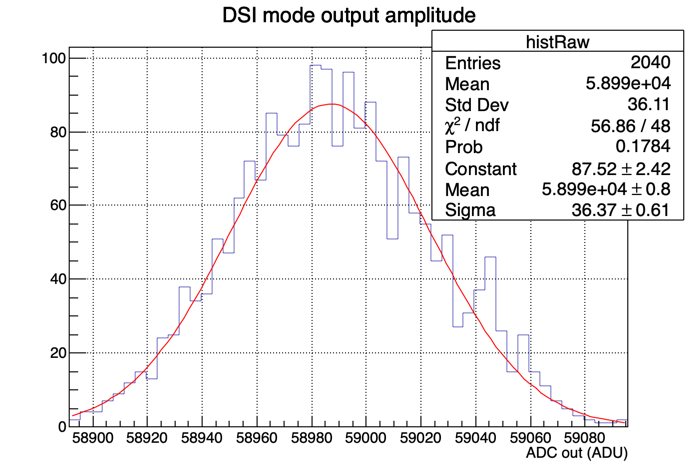 DSI mode output amplitude
histRaw
Entries 2040
Mean 5.899e+04
Std Dev 36.11
χ² / ndf 56.86 / 48
Prob 0.1784
Constant 87.52 ± 2.42
Mean 5.899e+04 ± 0.8
Sigma 36.37 ± 0.61
100
80
60
40
20
0
58900 58920 58940 58960 58980 59000 59020 59040 59060 59080
ADC out (ADU)